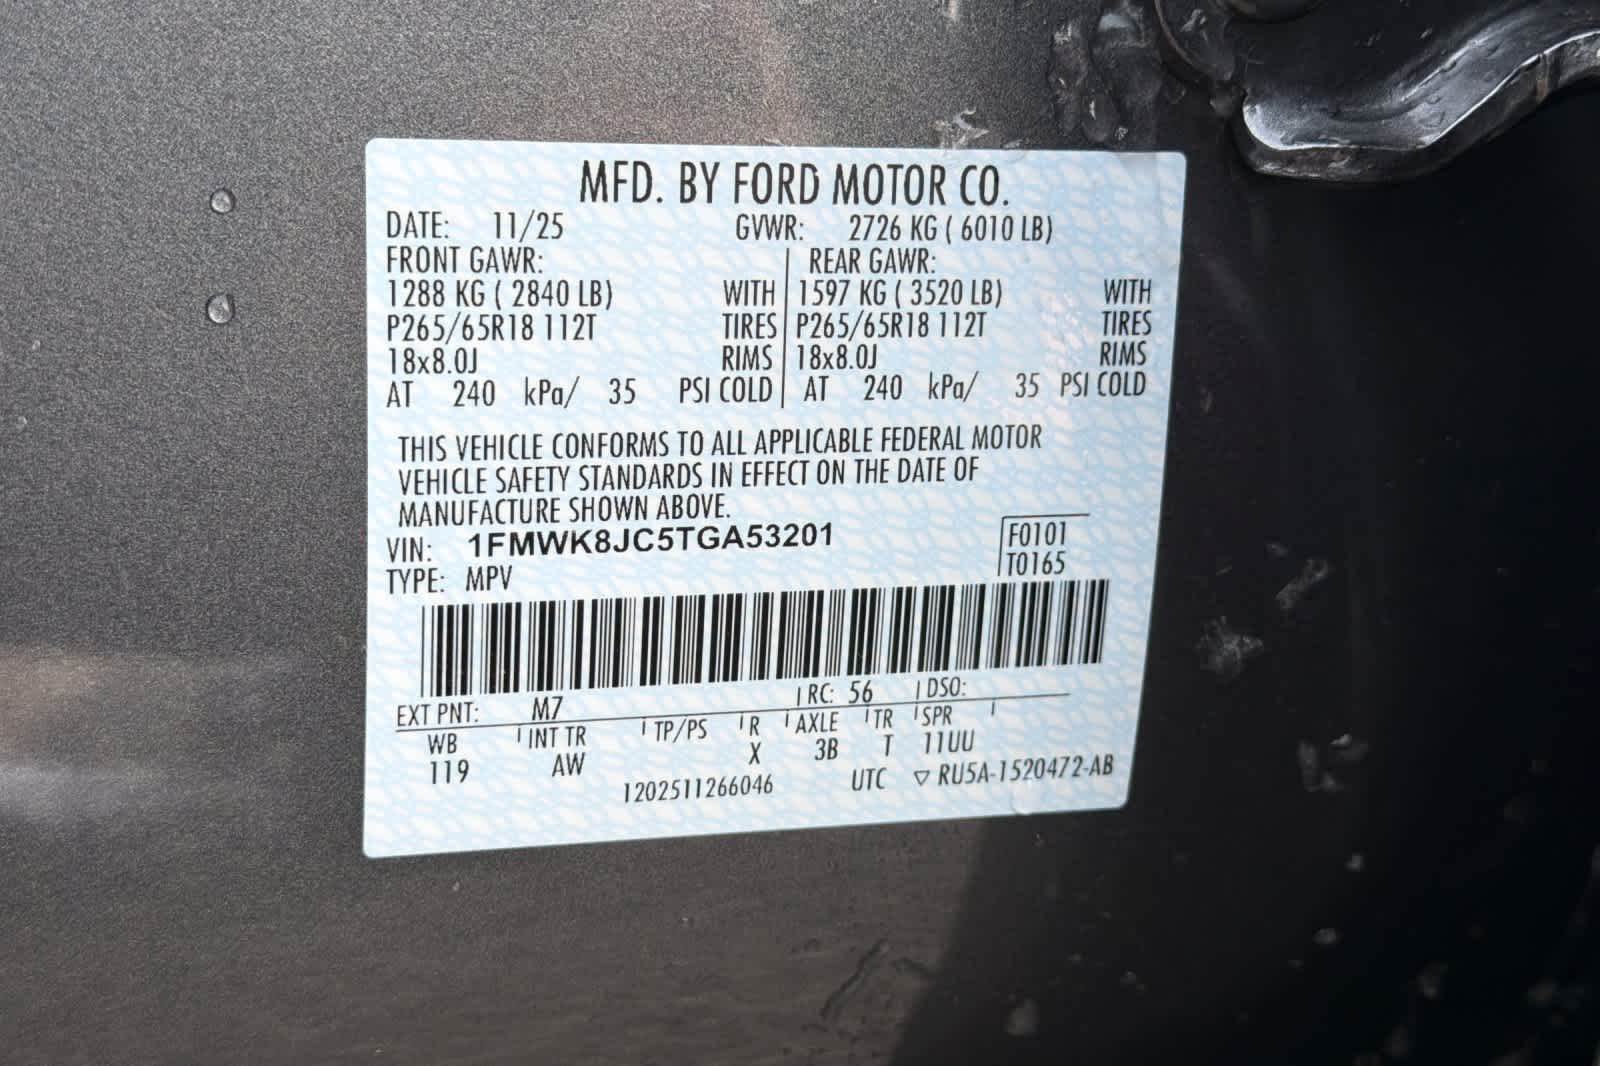 MFD. BY FORD MOTOR CO.
DATE: 11/25 GVWR: 2726 KG ( 6010 LB)
FRONT GAWR: REAR GAWR:
1288 KG ( 2840 LB) WITH 1597 KG ( 3520 LB) WITH
P265/65R18 112T TIRES P265/65R18 112T TIRES
18x8.0J RIMS 18x8.0J RIMS
AT 240 kPa/ 35 PSI COLD AT 240 kPa/ 35 PSI COLD
THIS VEHICLE CONFORMS TO ALL APPLICABLE FEDERAL MOTOR
VEHICLE SAFETY STANDARDS IN EFFECT ON THE DATE OF
MANUFACTURE SHOWN ABOVE.
VIN: 1FMWK8JC5TGA53201 F0101
TYPE: MPV T0165
EXT PNT: M7 RC: 56 DSO:
WB INT TR TP/PS R AXLE TR SPR
119 AW X 3B T 11UU
1202511266046 UTC ▽ RU5A-1520472-AB